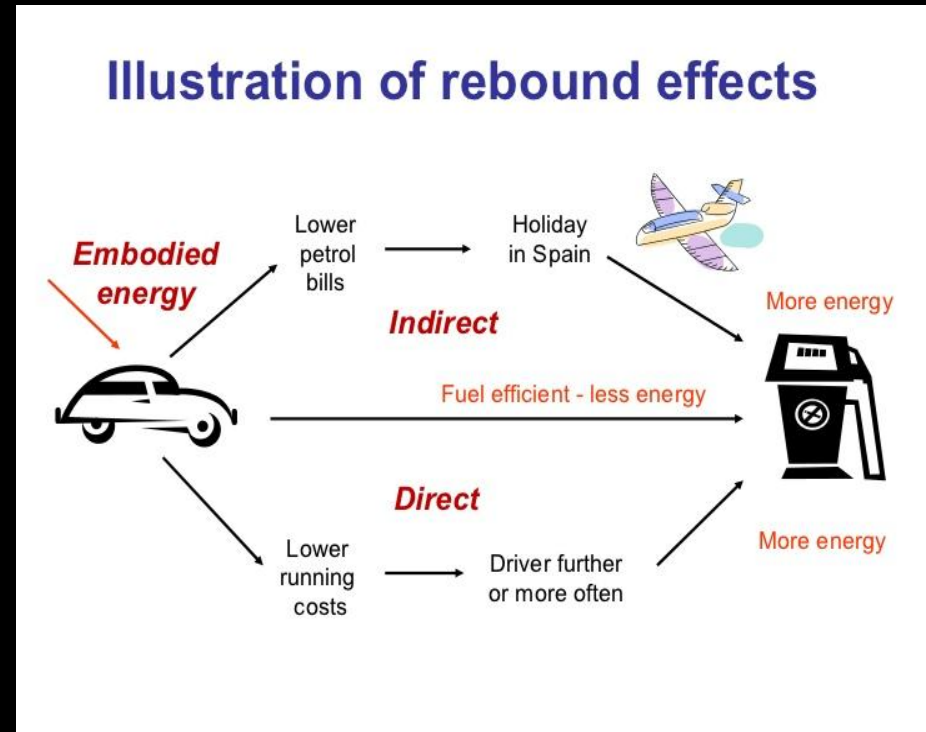 Illustration of rebound effects
Embodied
energy
Lower
petrol
bills
Holiday
in Spain
More energy
Indirect
Fuel efficient - less energy
Direct
Lower
running
costs
Driver further
or more often
More energy